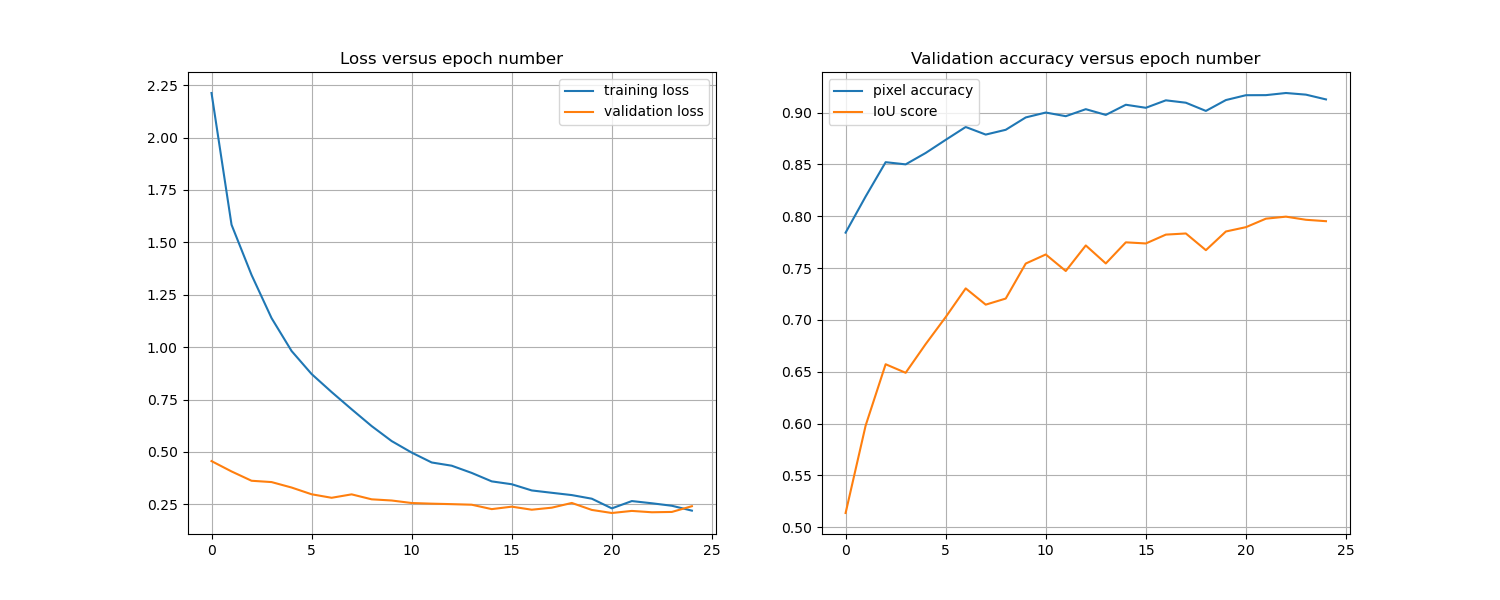 Loss versus epoch number
2.25
2.00
1.75
1.50
1.25
1.00
0.75
0.50
0.25
0 5 10 15 20 25
training loss
validation loss
Validation accuracy versus epoch number
0.90
0.85
0.80
0.75
0.70
0.65
0.60
0.55
0.50
0 5 10 15 20 25
pixel accuracy
IoU score